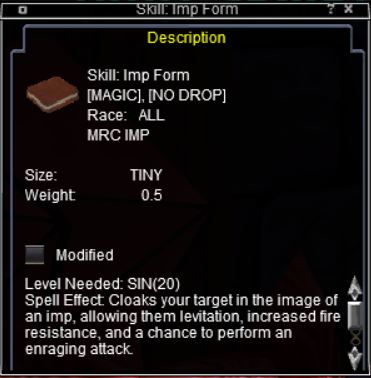 Skill: Imp Form
Description
Skill: Imp Form
[MAGIC], [NO DROP]
Race: ALL
MRC IMP
Size: TINY
Weight: 0.5
Modified
Level Needed: SIN(20)
Spell Effect: Cloaks your target in the image of
an imp, allowing them levitation, increased fire
resistance, and a chance to perform an
enraging attack.